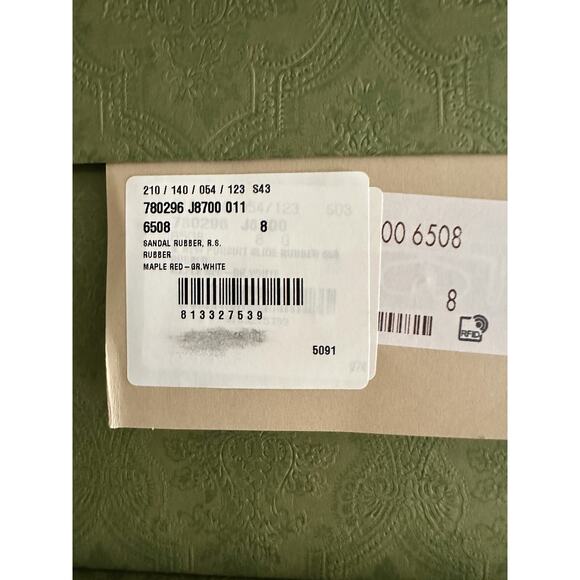 210 / 140 / 054 / 123 S43
780296 J8700 011
6508 8
SANDAL RUBBER, R.S.
RUBBER
MAPLE RED-GR.WHITE
813327539
5091
00 6508
8
RFID